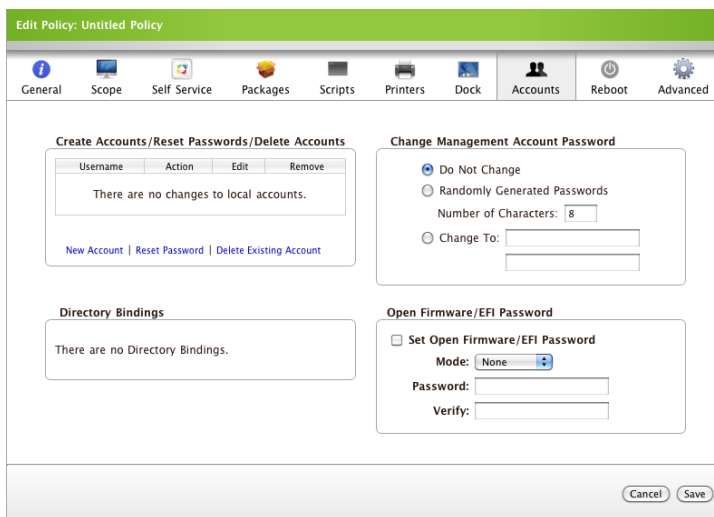 Edit Policy: Untitled Policy
General Scope Self Service Packages Scripts Printers Dock Accounts Reboot Advanced
Create Accounts/Reset Passwords/Delete Accounts
Username Action Edit Remove
There are no changes to local accounts.
New Account | Reset Password | Delete Existing Account
Change Management Account Password
Do Not Change
Randomly Generated Passwords
Number of Characters: 8
Change To:
Directory Bindings
There are no Directory Bindings.
Open Firmware/EFI Password
Set Open Firmware/EFI Password
Mode: None
Password:
Verify:
Cancel Save